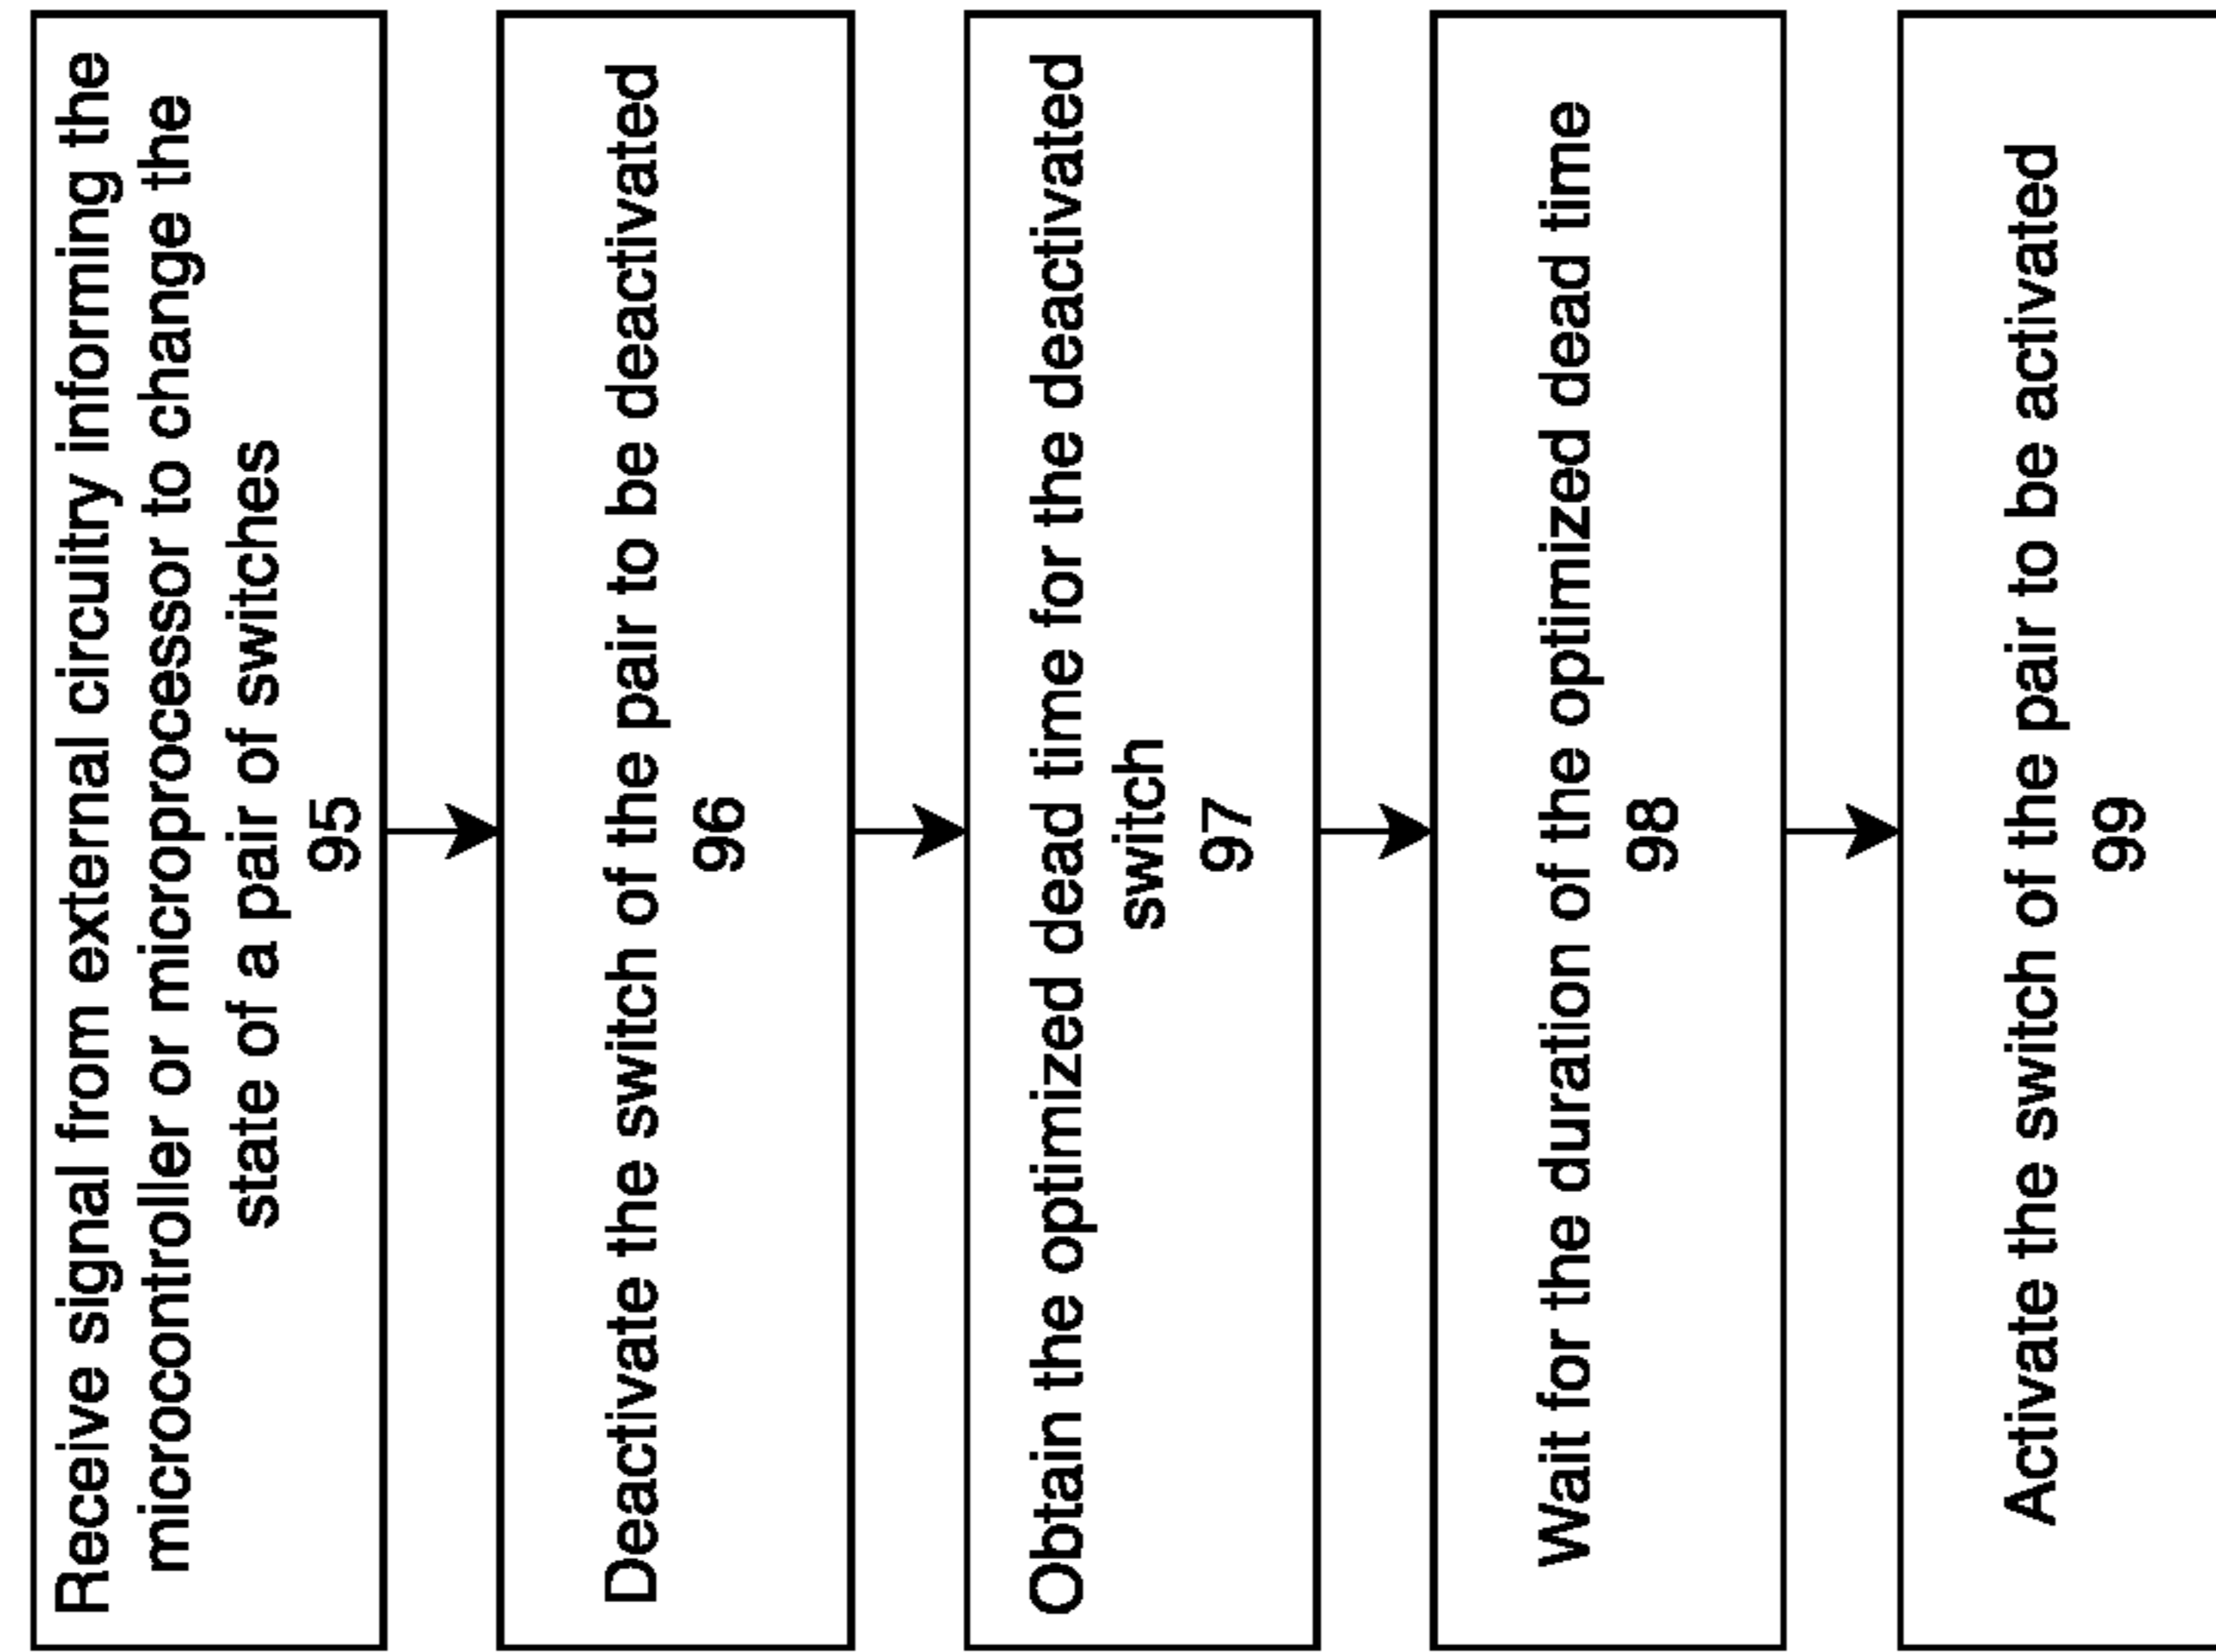 Receive signal from external circuitry informing the
microcontroller or microprocessor to change the
state of a pair of switches
95
Deactivate the switch of the pair to be deactivated
96
Obtain the optimized dead time for the deactivated
switch
97
Wait for the duration of the optimized dead time
98
Activate the switch of the pair to be activated
99